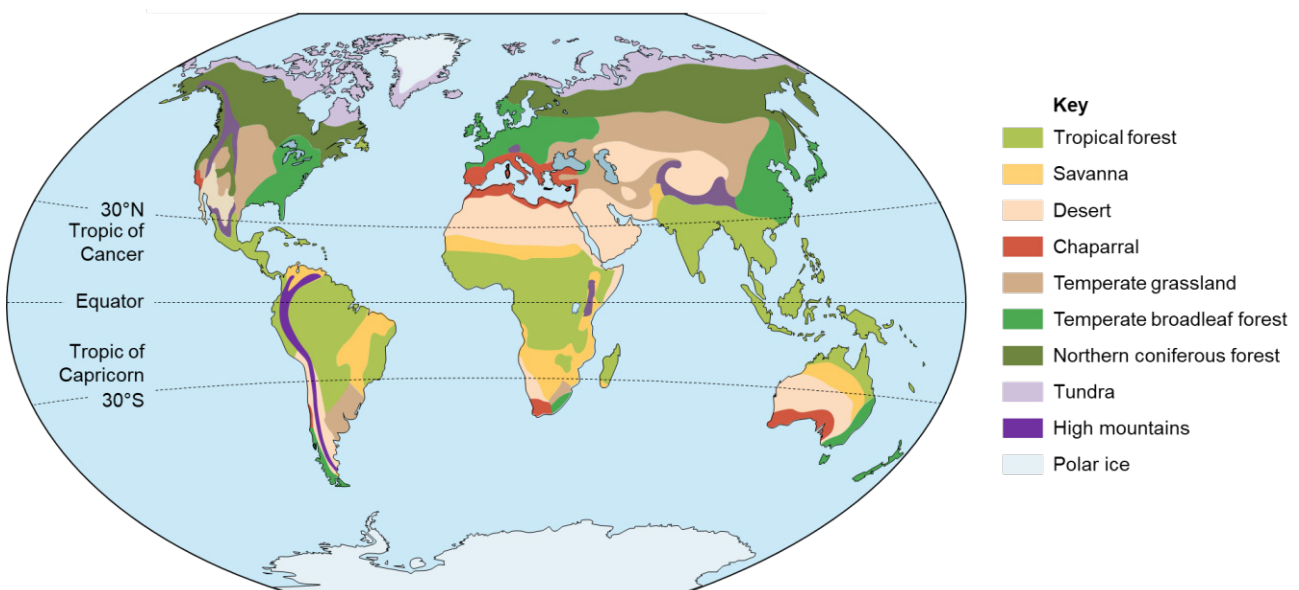 30°N
Tropic of
Cancer
Equator
Tropic of
Capricorn
30°S
Key
Tropical forest
Savanna
Desert
Chaparral
Temperate grassland
Temperate broadleaf forest
Northern coniferous forest
Tundra
High mountains
Polar ice